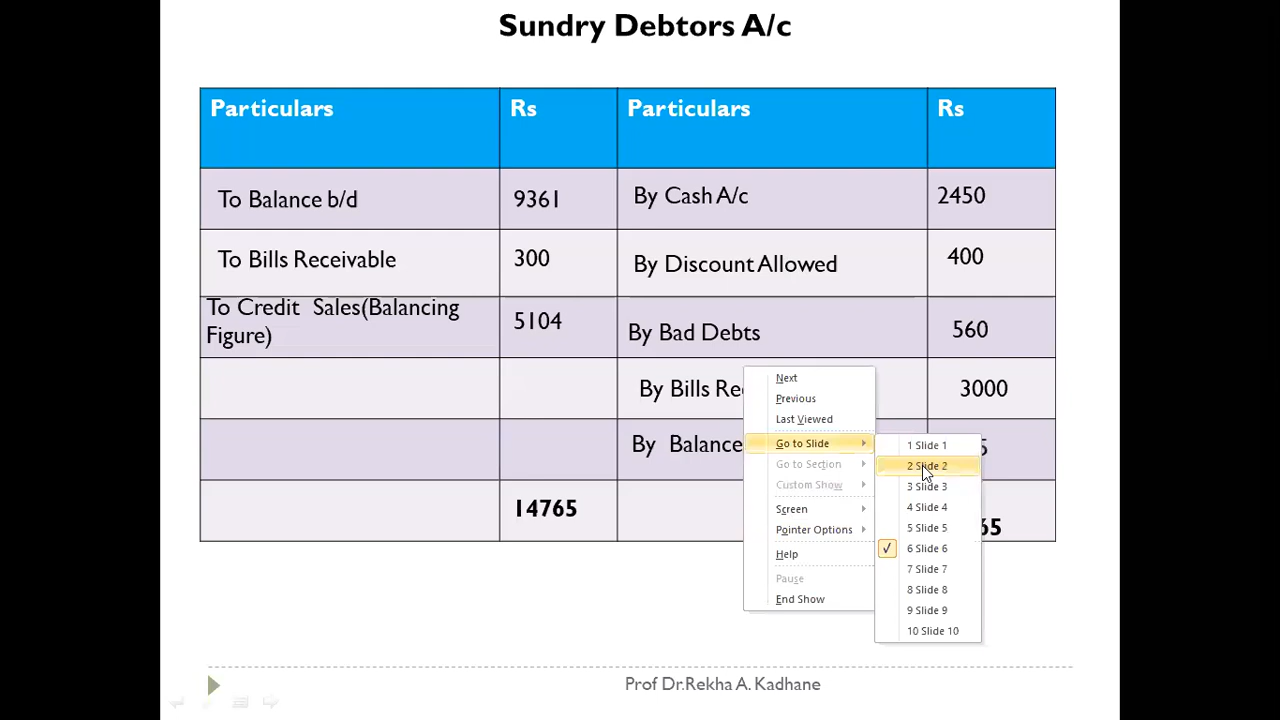 Sundry Debtors A/c
Particulars Rs Particulars Rs
To Balance b/d 9361 By Cash A/c 2450
To Bills Receivable 300 By Discount Allowed 400
To Credit Sales(Balancing
Figure) 5104 By Bad Debts 560
By Bills 3000
By Balance
14765
Next
Previous
Last Viewed
Go to Slide
Go to Section
Custom Show
Screen
Pointer Options
Help
Pause
End Show
1 Slide 1
2 Slide 2
3 Slide 3
4 Slide 4
5 Slide 5
6 Slide 6
7 Slide 7
8 Slide 8
9 Slide 9
10 Slide 10
Prof Dr.Rekha A. Kadhane